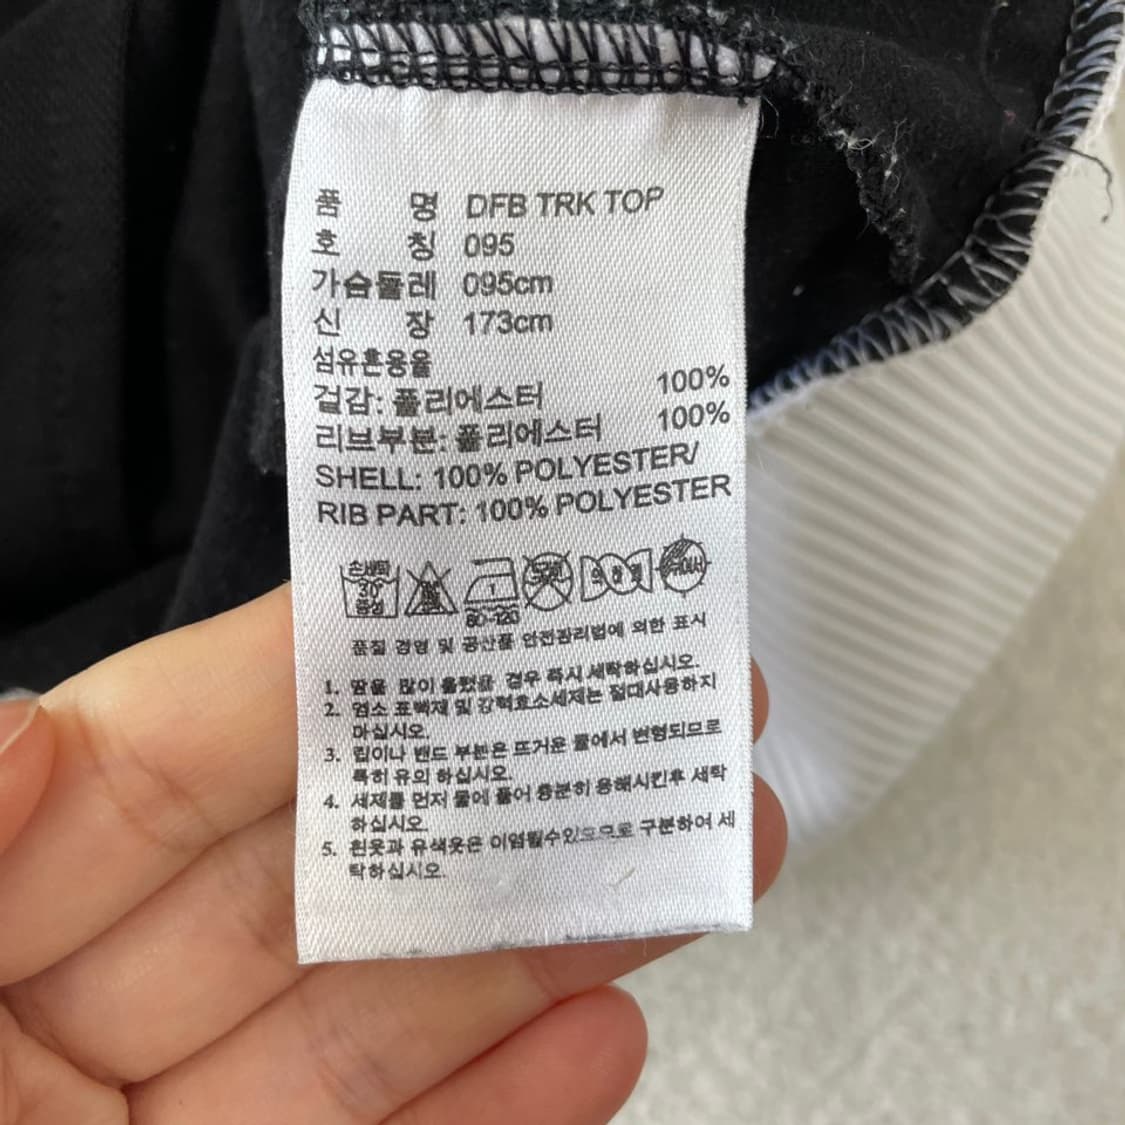 품 명 DFB TRK TOP
호 칭 095
가슴둘레 095cm
신 장 173cm
섬유혼용율
겉감: 폴리에스터 100%
리브부분: 폴리에스터 100%
SHELL: 100% POLYESTER/
RIB PART: 100% POLYESTER
손세탁
30°
중성
1
80-120
품질 경영 및 공산품 안전관리법에 의한 표시
1. 땀을 많이 흘렸을 경우 즉시 세탁하십시오.
2. 염소 표백제 및 강력효소세제는 절대사용하지
마십시오.
3. 립이나 밴드 부분은 뜨거운 물에서 변형되므로
특히 유의 하십시오.
4. 세제를 먼저 물에 풀어 충분히 용해시킨후 세탁
하십시오.
5. 흰옷과 유색옷은 이염될수있으므로 구분하여 세
탁하십시오.